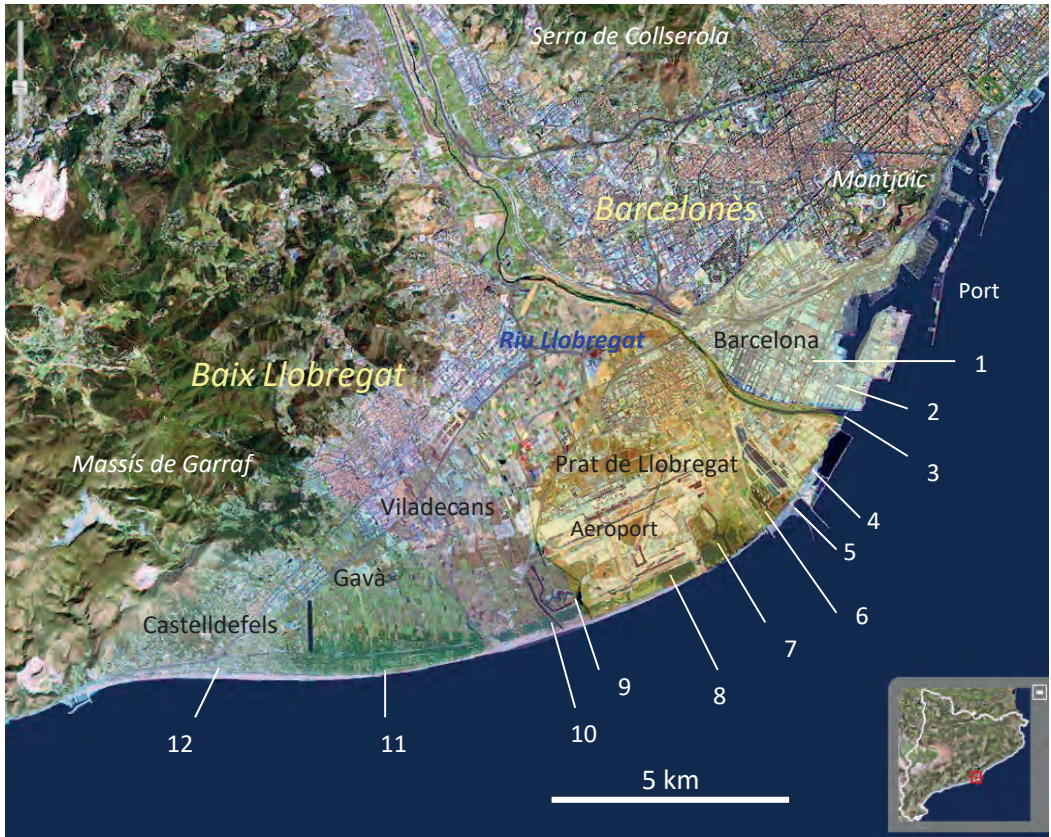 Serra de Collserola
Montjuïc
Barcelonès
Port
Riu Llobregat
Barcelona
1
Baix Llobregat
2
Massís de Garraf
Prat de Llobregat
3
Viladecans
Aeroport
4
5
Gavà
6
Castelldefels
7
8
9
10
11
12
5 km